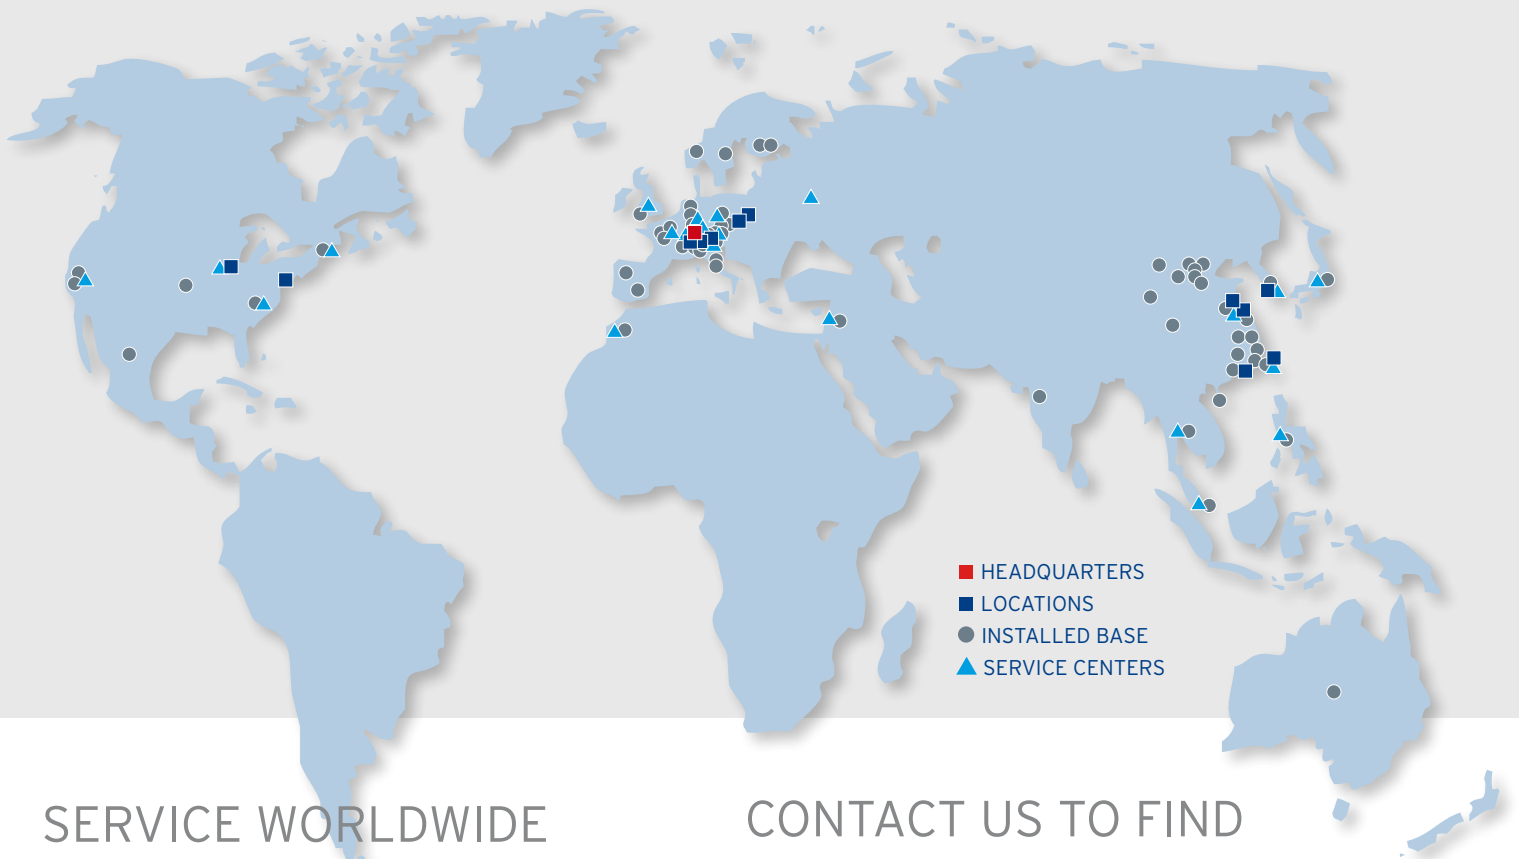 HEADQUARTERS
LOCATIONS
INSTALLED BASE
SERVICE CENTERS
SERVICE WORLDWIDE
CONTACT US TO FIND